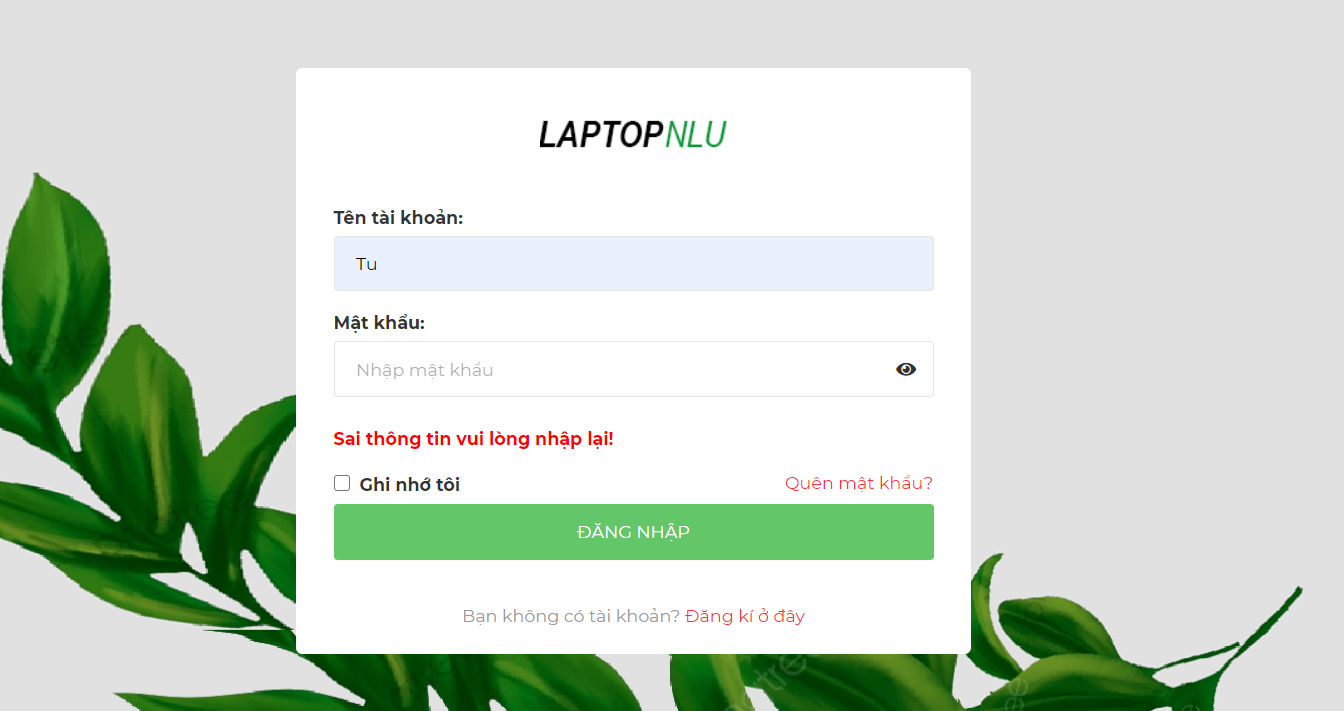 LAPTOPNLU
Tên tài khoản:
Tu
Mật khẩu:
Nhập mật khẩu
Sai thông tin vui lòng nhập lại!
Ghi nhớ tôi
Quên mật khẩu?
ĐĂNG NHẬP
Bạn không có tài khoản? Đăng kí ở đây